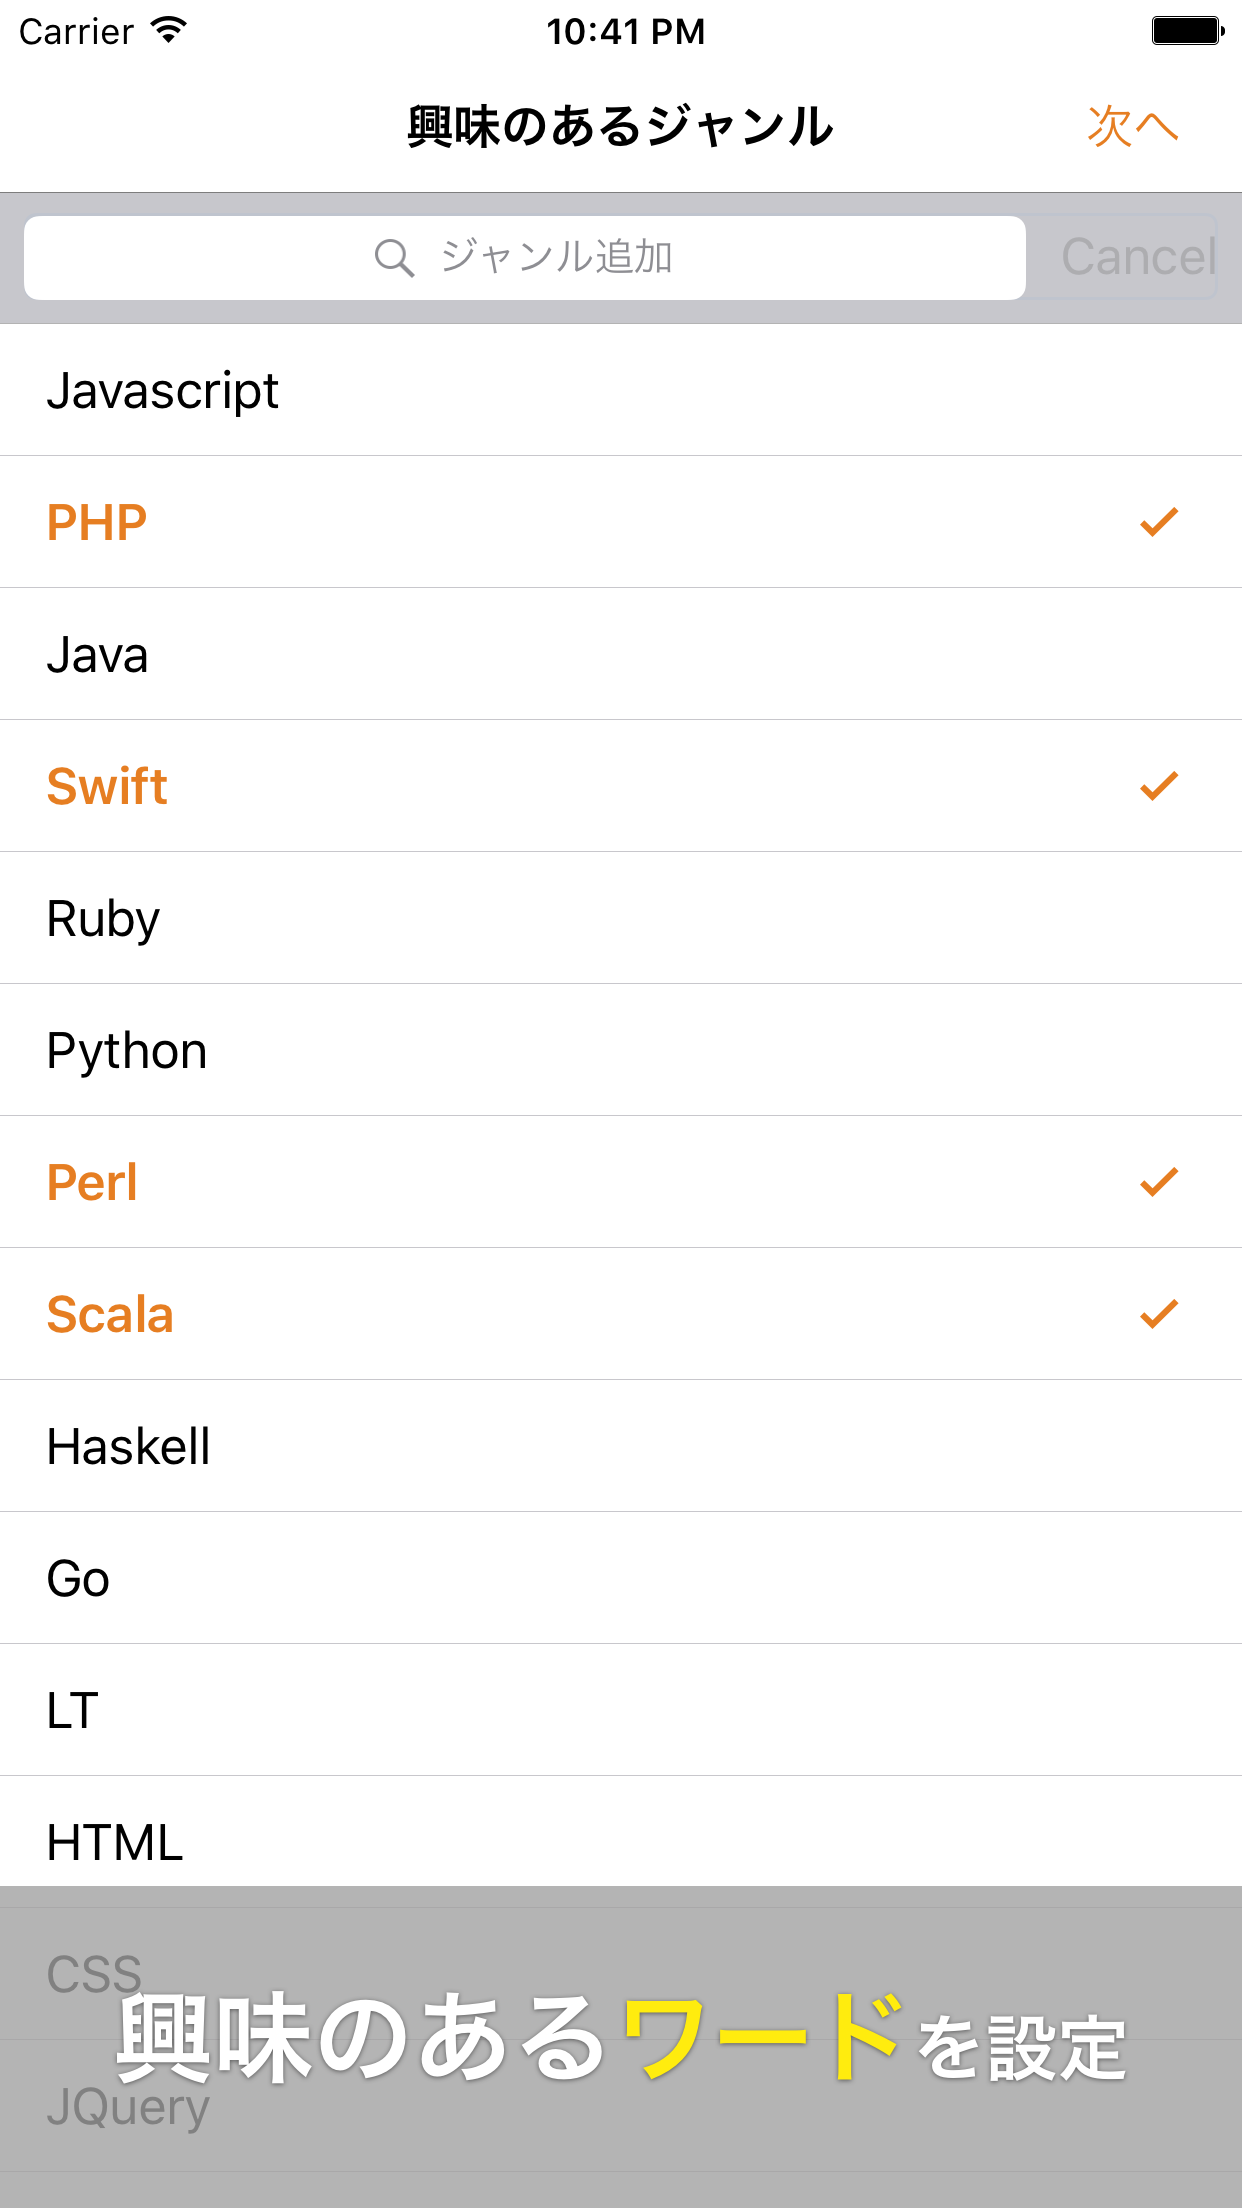 Carrier 10:41 PM
興味のあるジャンル 次へ
ジャンル追加 Cancel
Javascript
PHP
Java
Swift
Ruby
Python
Perl
Scala
Haskell
Go
LT
HTML
CSS
興味のあるワードを設定
JQuery